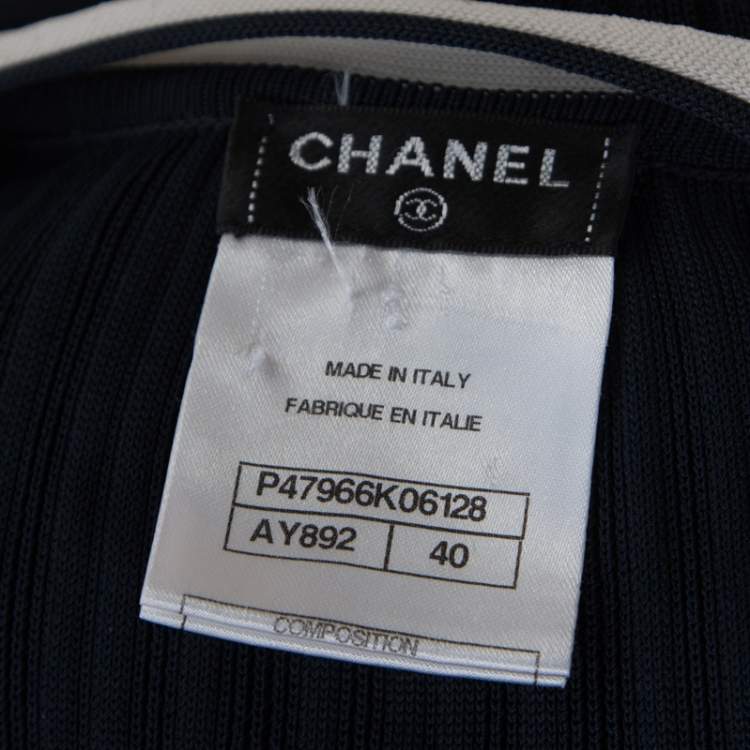 CHANEL
MADE IN ITALY
FABRIQUE EN ITALIE
P47966K06128
AY892 40
COMPOSITION